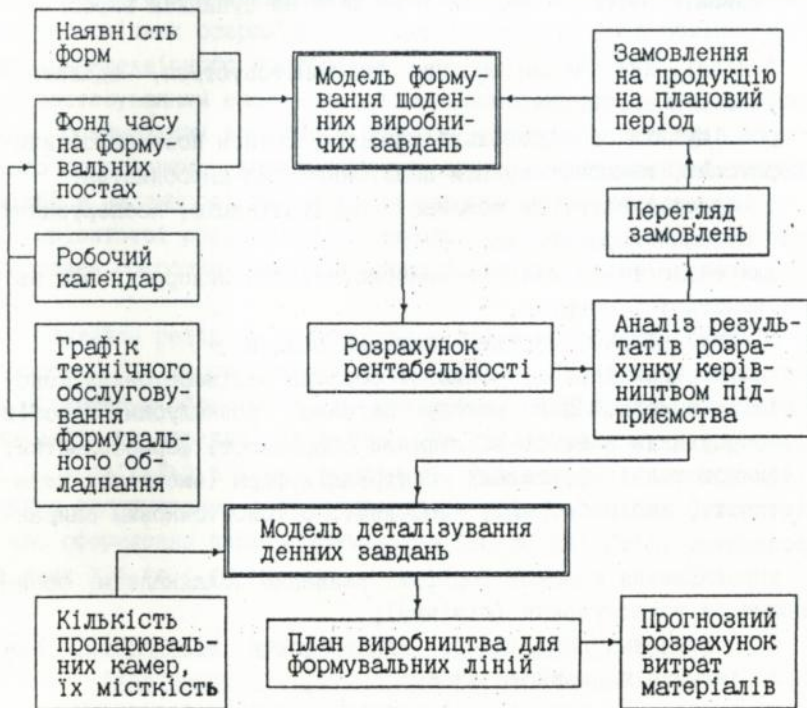 Наявність
форм
Модель форму-
вання щоден-
них виробни-
чих завдань
Замовлення
на продукцію
на плановий
період
Фонд часу
на форму-
вальних
постах
Перегляд
замовлень
Робочий
календар
Графік
технічного
обслугову-
вання
формуваль-
ного об-
ладнання
Розрахунок
рентабельності
Аналіз резуль-
татів розра-
хунку керів-
ництвом під-
приємства
Модель деталізування
денних завдань
Кількість
пропарюваль-
них камер,
їх місткість
План виробництва для
формувальних ліній
Прогнозний
розрахунок
витрат
матеріалів